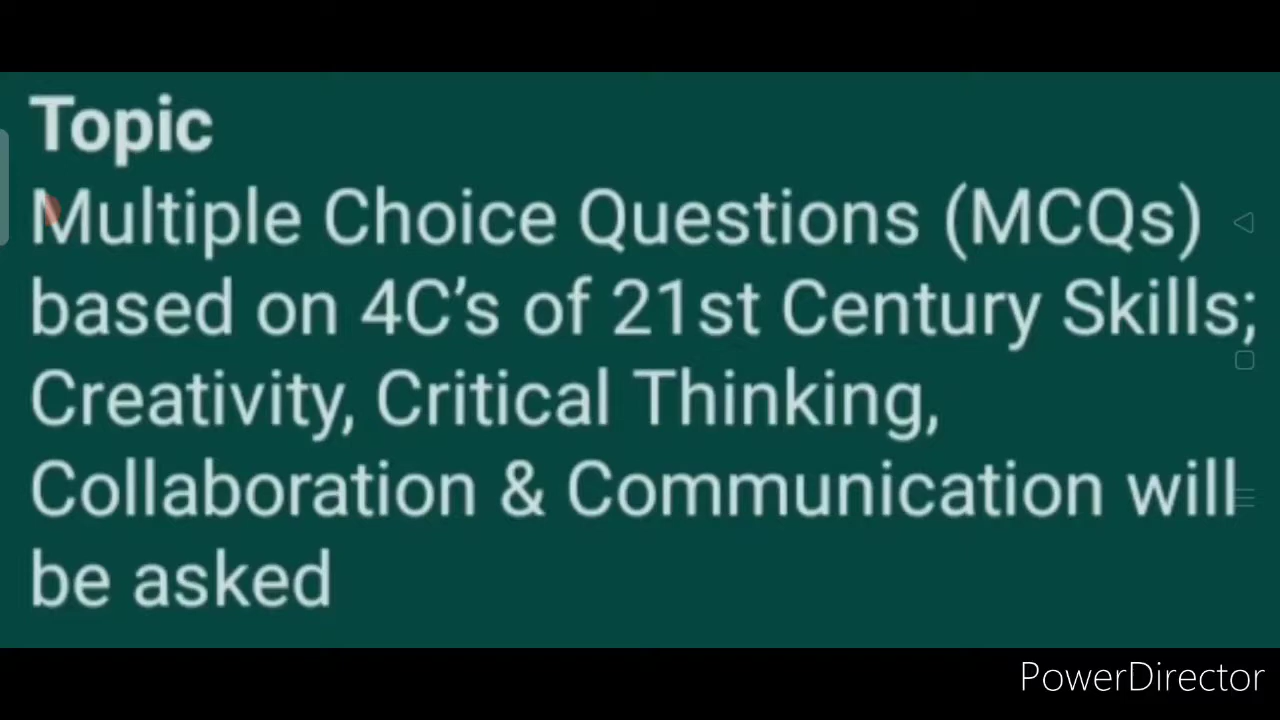 Topic
Multiple Choice Questions (MCQs)
based on 4C’s of 21st Century Skills;
Creativity, Critical Thinking,
Collaboration & Communication will
be asked
PowerDirector